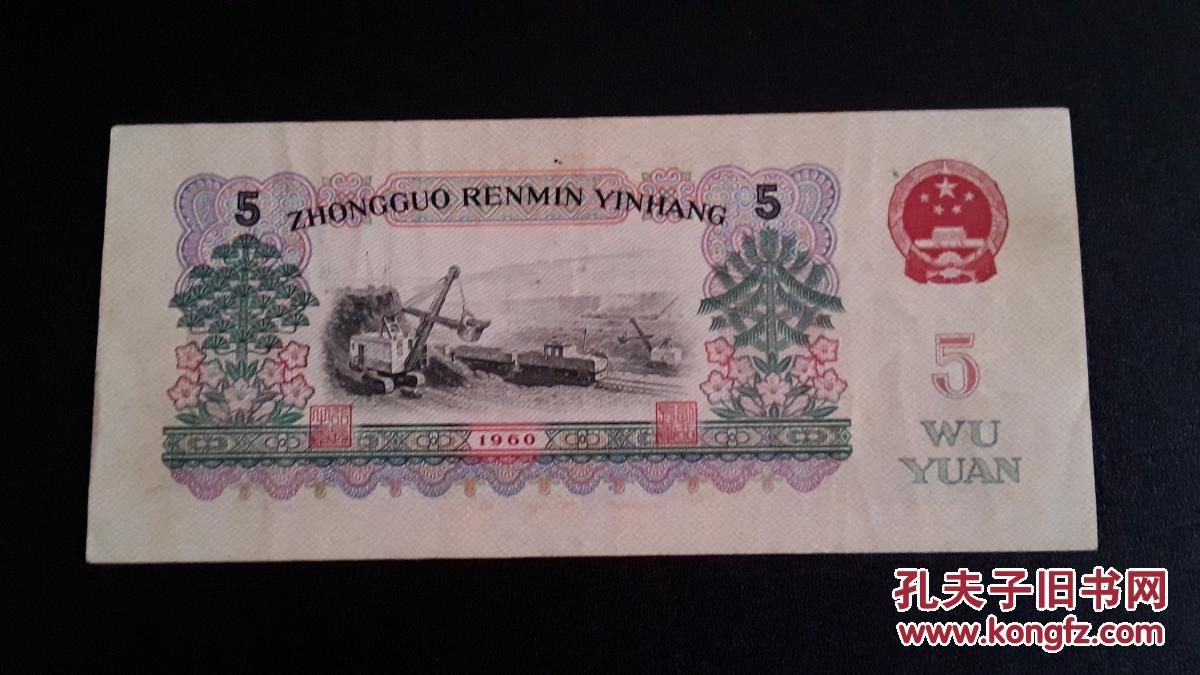 5 ZHONGGUO RENMIN YINHANG 5
1960
5
WU
YUAN
孔夫子旧书网
www.kongfz.com